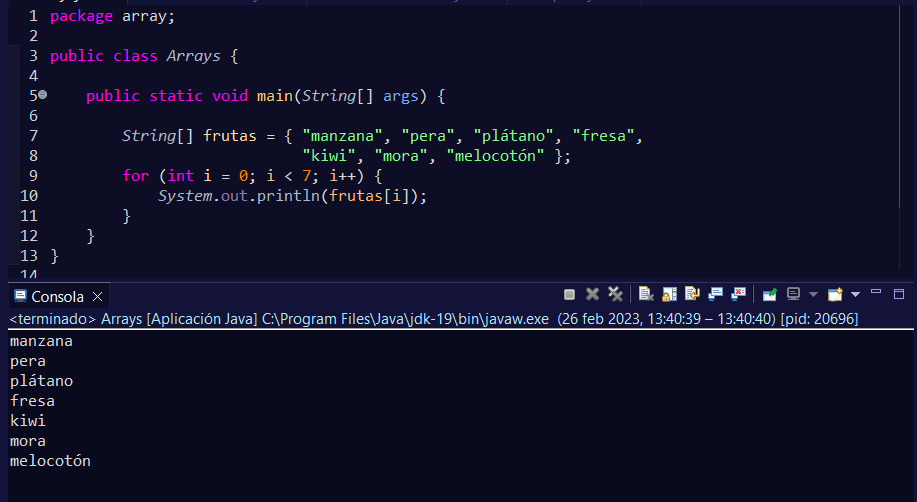 1 package array;
2
3 public class Arrays {
4
5 public static void main(String[] args) {
6
7 String[] frutas = { "manzana", "pera", "plátano", "fresa",
8 "kiwi", "mora", "melocotón" };
9 for (int i = 0; i < 7; i++) {
10 System.out.println(frutas[i]);
11 }
12 }
13 }
14
Consola
<terminado> Arrays [Aplicación Java] C:\Program Files\Java\jdk-19\bin\javaw.exe (26 feb 2023, 13:40:39 – 13:40:40) [pid: 20696]
manzana
pera
plátano
fresa
kiwi
mora
melocotón